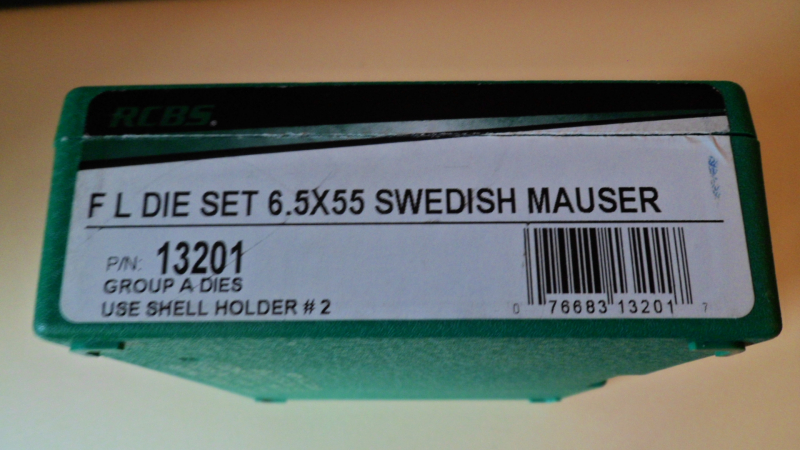 RCBS.
F L DIE SET 6.5X55 SWEDISH MAUSER
P/N: 13201
GROUP A DIES
USE SHELL HOLDER # 2
0 76683 13201 7